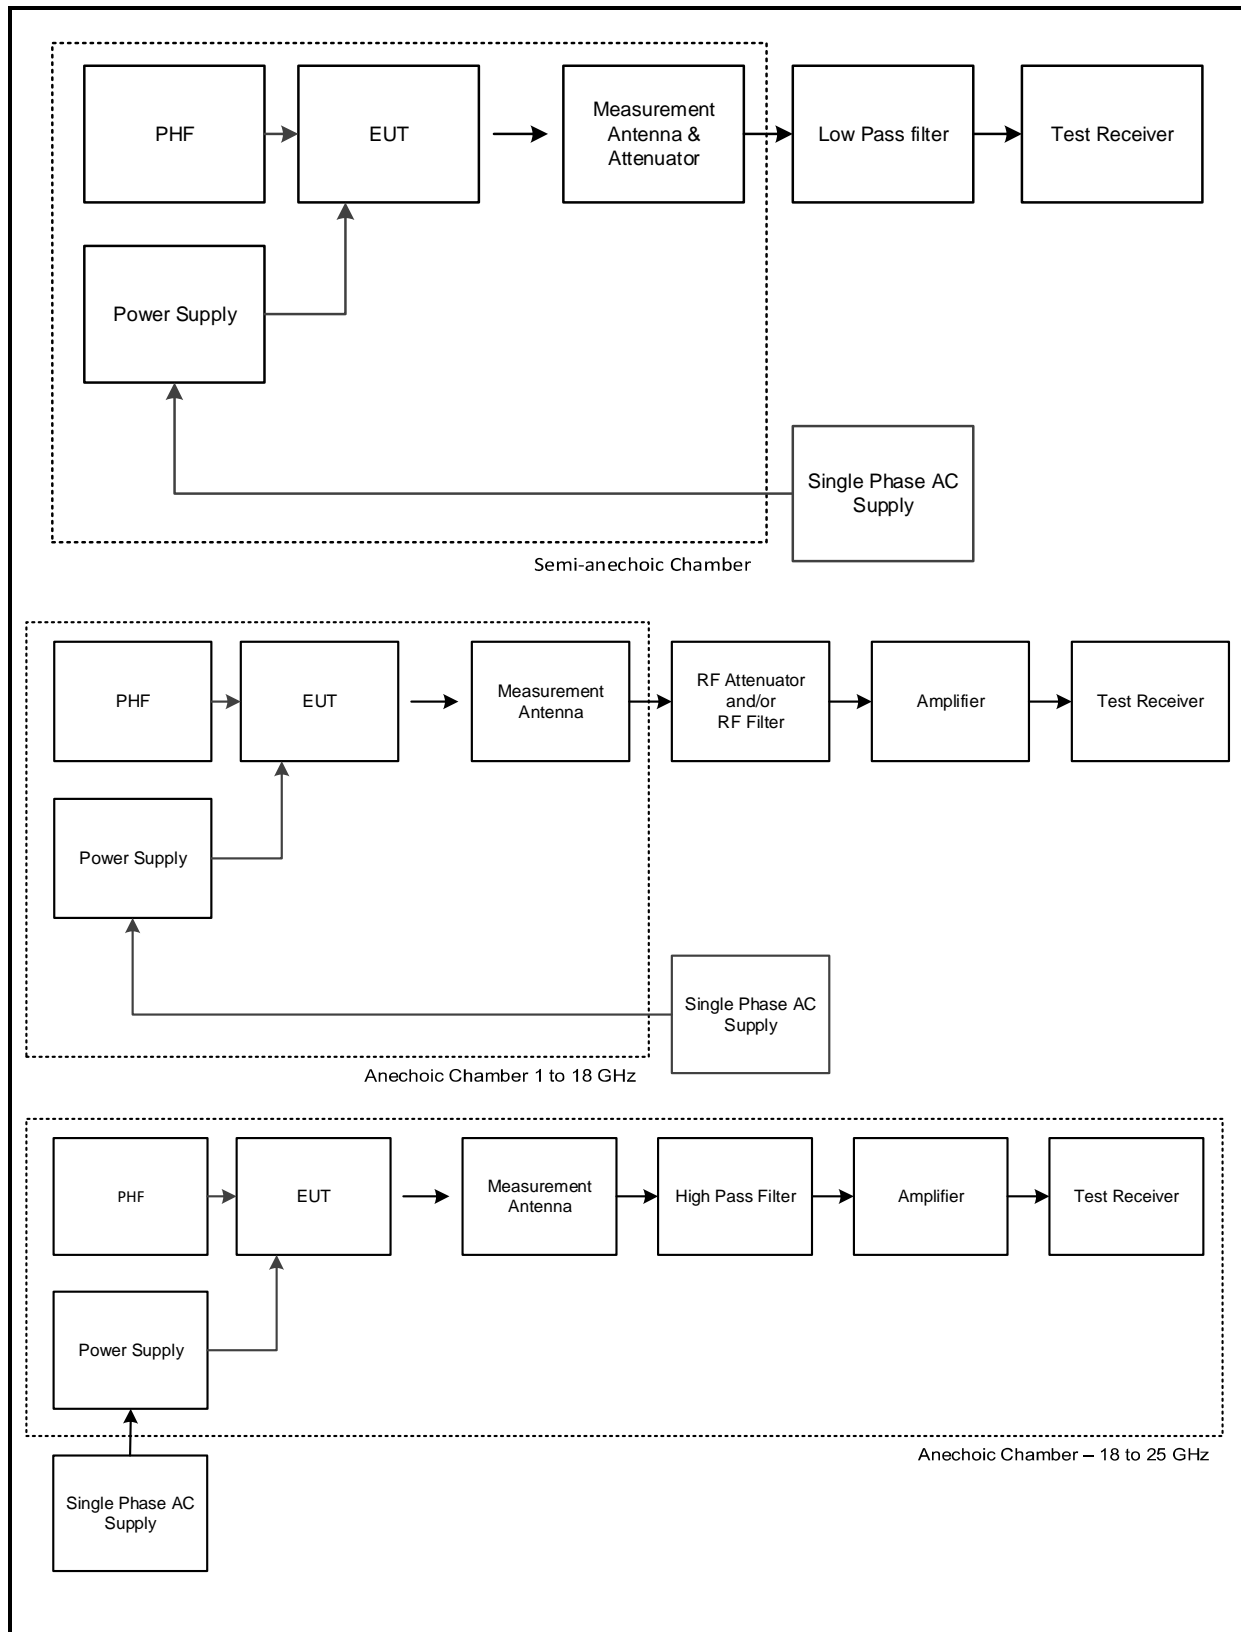 PHF
EUT
Measurement
Antenna &
Attenuator
Low Pass filter
Test Receiver
Power Supply
Single Phase AC
Supply
Semi-anechoic Chamber
PHF
EUT
Measurement
Antenna
RF Attenuator
and/or
RF Filter
Amplifier
Test Receiver
Power Supply
Single Phase AC
Supply
Anechoic Chamber 1 to 18 GHz
PHF
EUT
Measurement
Antenna
High Pass Filter
Amplifier
Test Receiver
Power Supply
Anechoic Chamber – 18 to 25 GHz
Single Phase AC
Supply